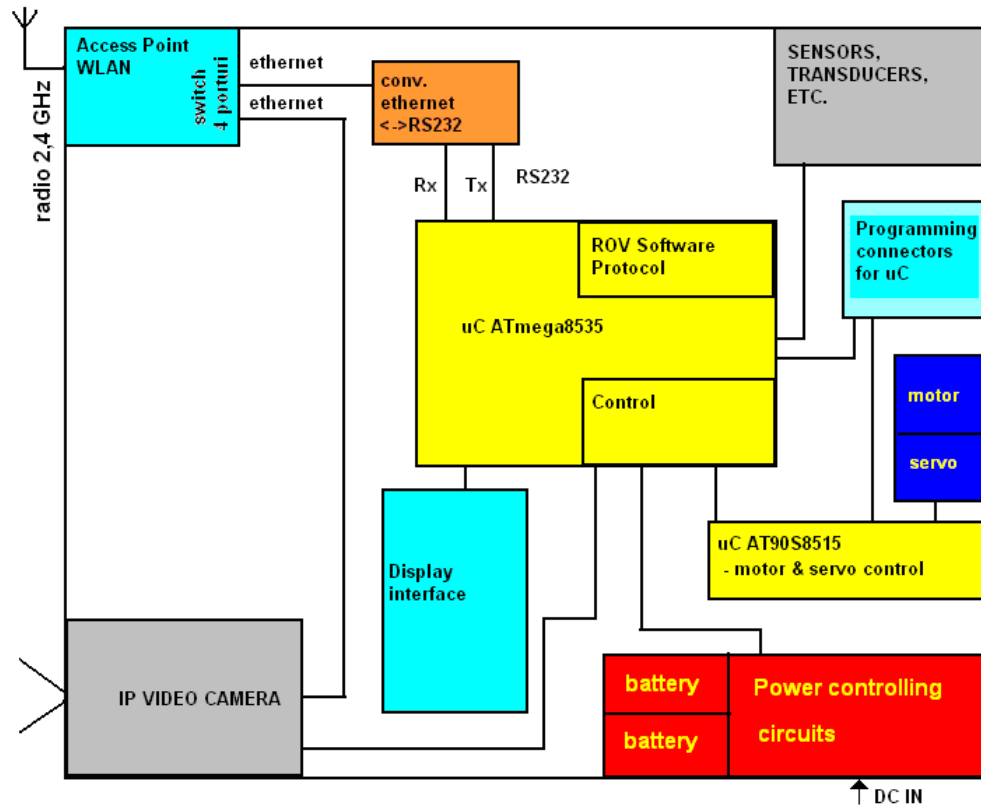 Access Point
WLAN
switch
4 porturi
radio 2,4 GHz
ethernet
ethernet
conv.
ethernet
<->RS232
Rx
Tx
RS232
SENSORS,
TRANSDUCERS,
ETC.
ROV Software
Protocol
uC ATmega8535
Control
Programming
connectors
for uC
motor
servo
uC AT90S8515
- motor & servo control
Display
interface
IP VIDEO CAMERA
battery
battery
Power controlling
circuits
DC IN